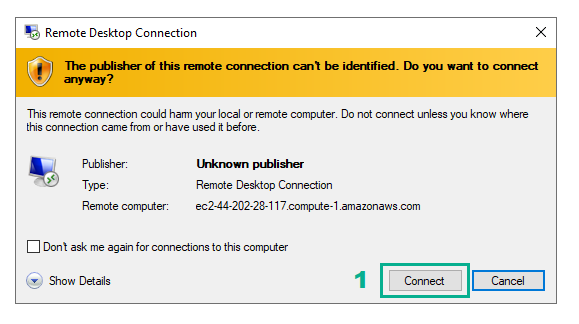 Remote Desktop Connection
The publisher of this remote connection can't be identified. Do you want to connect
anyway?
This remote connection could harm your local or remote computer. Do not connect unless you know where
this connection came from or have used it before.
Publisher: Unknown publisher
Type: Remote Desktop Connection
Remote computer: ec2-44-202-28-117.compute-1.amazonaws.com
Don't ask me again for connections to this computer
Show Details 1 Connect Cancel